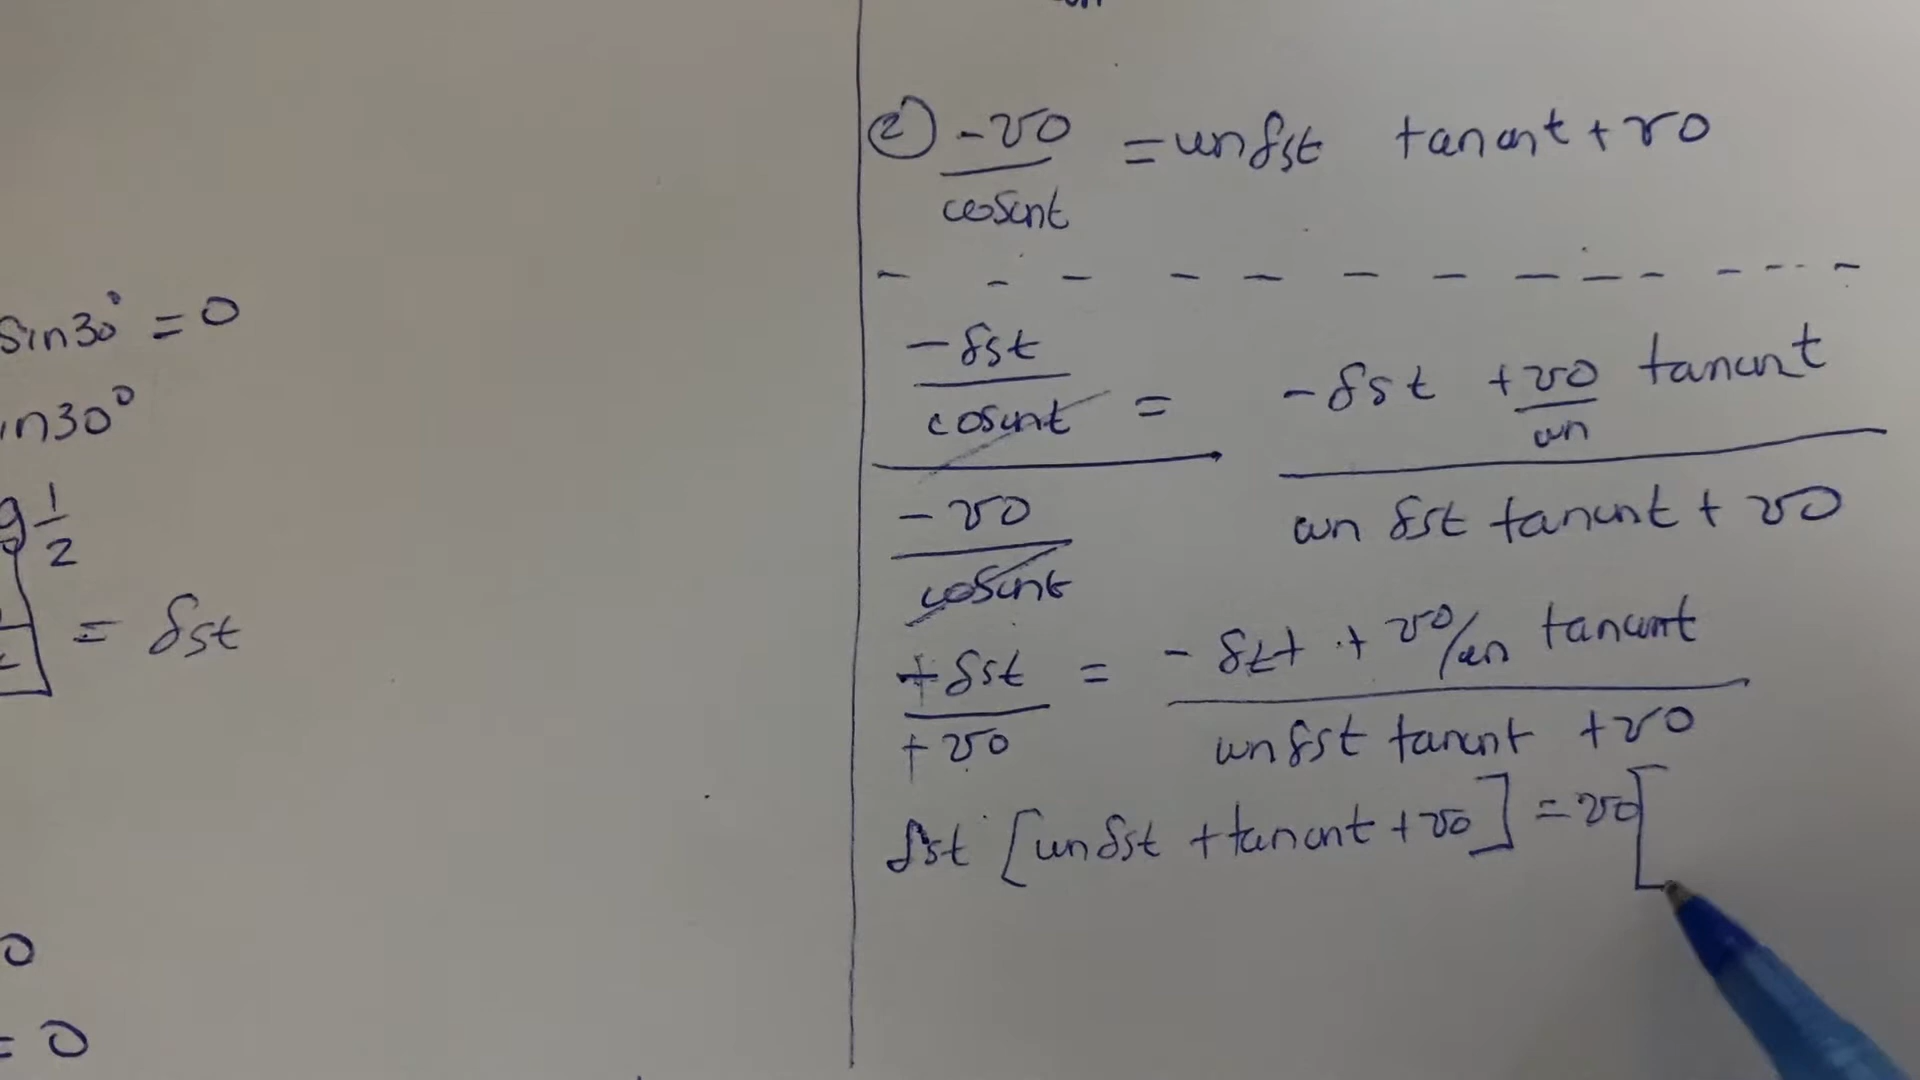 sin30° = 0
in30°
g 1/2
= δst
0
= 0
② -v0/cosωnt = ωnδst tanωnt + v0
-δst/cosωnt = -δst + v0/ωn tanωnt
-v0/cosωnt ωn δst tanωnt + v0
+δst/+v0 = -δst + v0/ωn tanωnt
ωnδst tanωnt + v0
δst [ωnδst + tanωnt + v0] = v0[